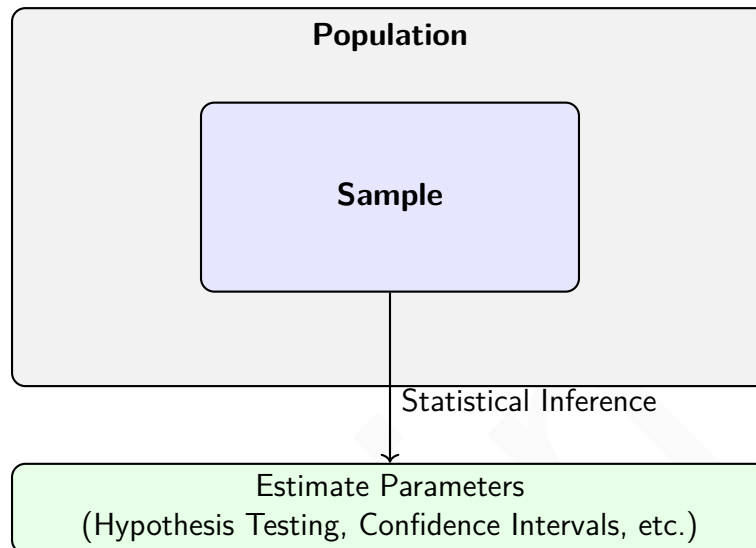 Population
Sample
Statistical Inference
Estimate Parameters
(Hypothesis Testing, Confidence Intervals, etc.)